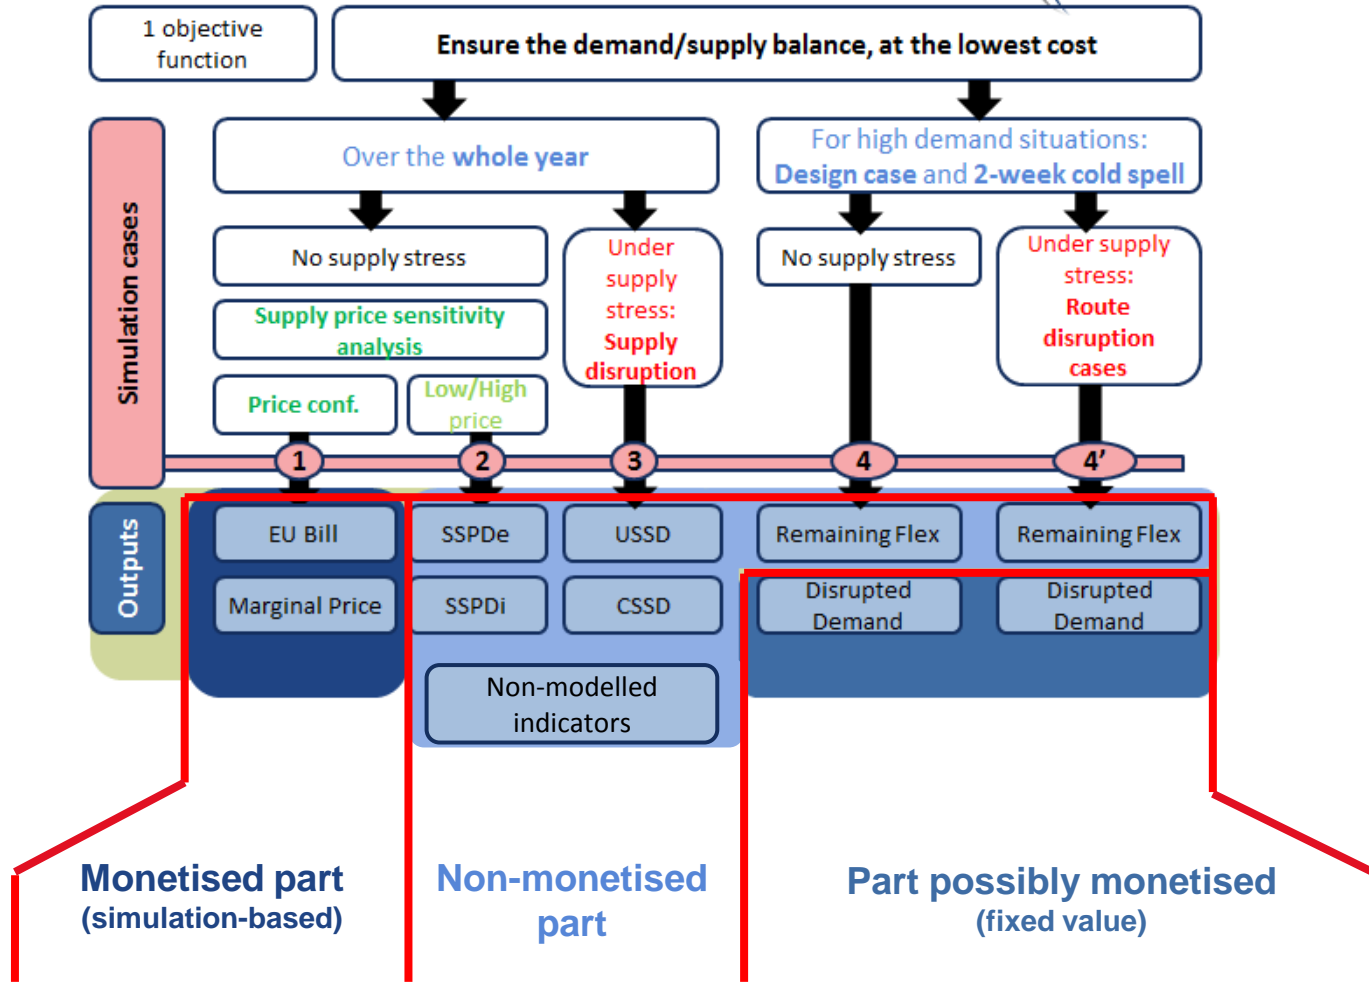 1 objective
function
Ensure the demand/supply balance, at the lowest cost
Simulation cases
Over the whole year
For high demand situations:
Design case and 2-week cold spell
No supply stress
Under
supply
stress:
Supply
disruption
No supply stress
Under supply
stress:
Route
disruption
cases
Supply price sensitivity
analysis
Price conf.
Low/High
price
1
2
3
4
4’
Outputs
EU Bill
SSPDe
USSD
Remaining Flex
Remaining Flex
Marginal Price
SSPDi
CSSD
Disrupted
Demand
Disrupted
Demand
Non-modelled
indicators
Monetised part
(simulation-based)
Non-monetised
part
Part possibly monetised
(fixed value)